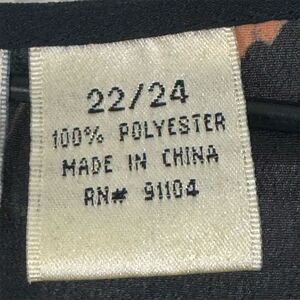 22/24
100% POLYESTER
MADE IN CHINA
RN# 91104